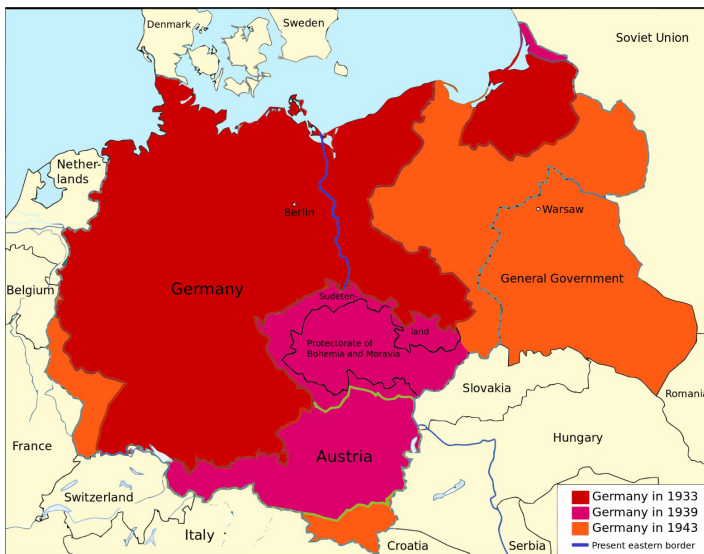 Denmark
Sweden
Soviet Union
Nether-
lands
Berlin
Warsaw
Belgium
Germany
General Government
Sudeten-
land
Protectorate of
Bohemia and Moravia
Slovakia
Romania
France
Austria
Hungary
Switzerland
Italy
Croatia
Serbia
Germany in 1933
Germany in 1939
Germany in 1943
Present eastern border